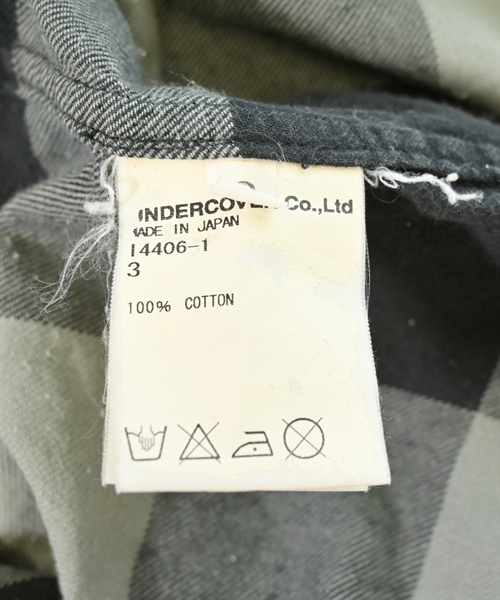 UNDERCOVER Co.,Ltd
MADE IN JAPAN
14406-1
3
100% COTTON